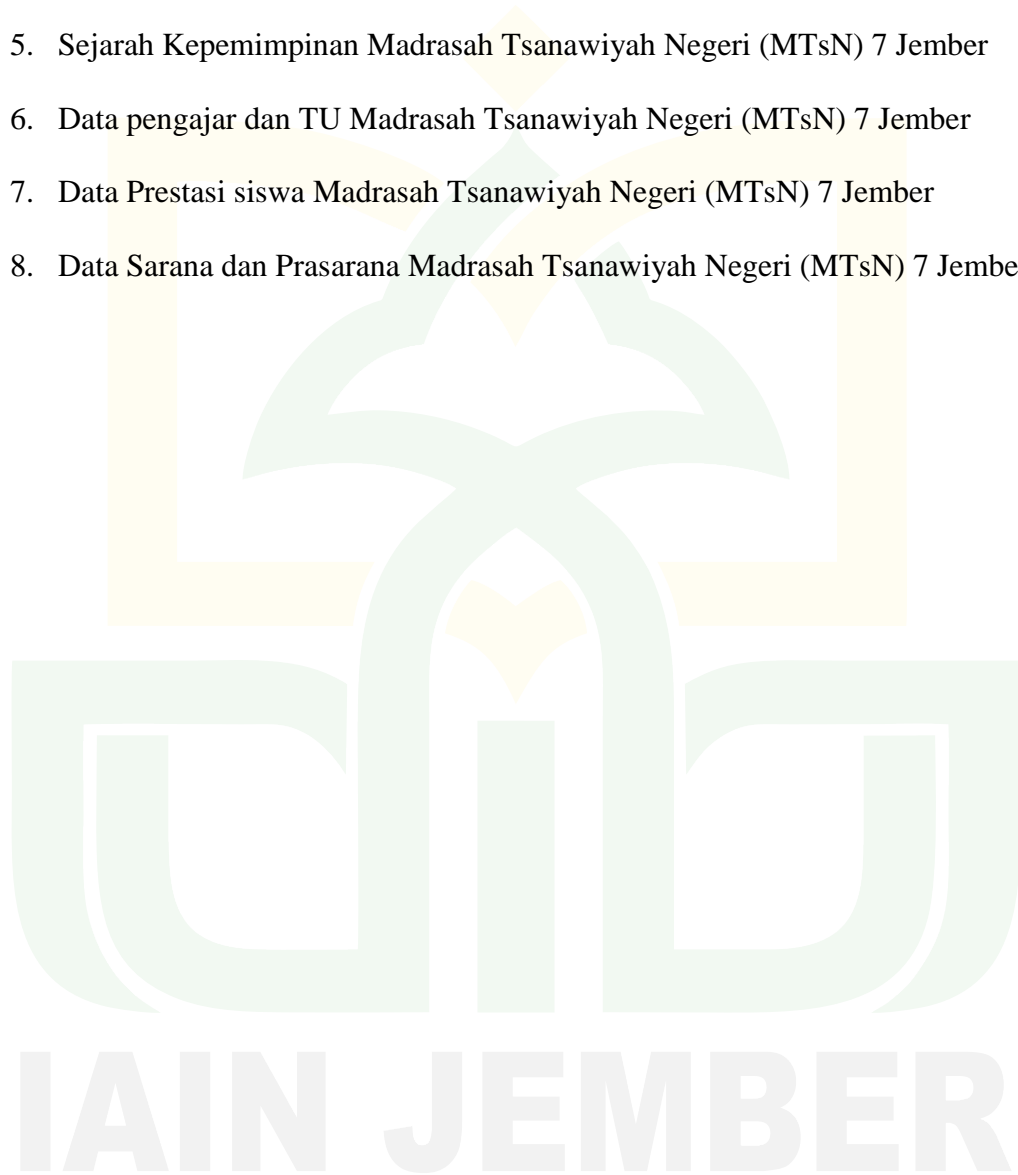 5. Sejarah Kepemimpinan Madrasah Tsanawiyah Negeri (MTsN) 7 Jember
6. Data pengajar dan TU Madrasah Tsanawiyah Negeri (MTsN) 7 Jember
7. Data Prestasi siswa Madrasah Tsanawiyah Negeri (MTsN) 7 Jember
8. Data Sarana dan Prasarana Madrasah Tsanawiyah Negeri (MTsN) 7 Jembe
IAIN JEMBER